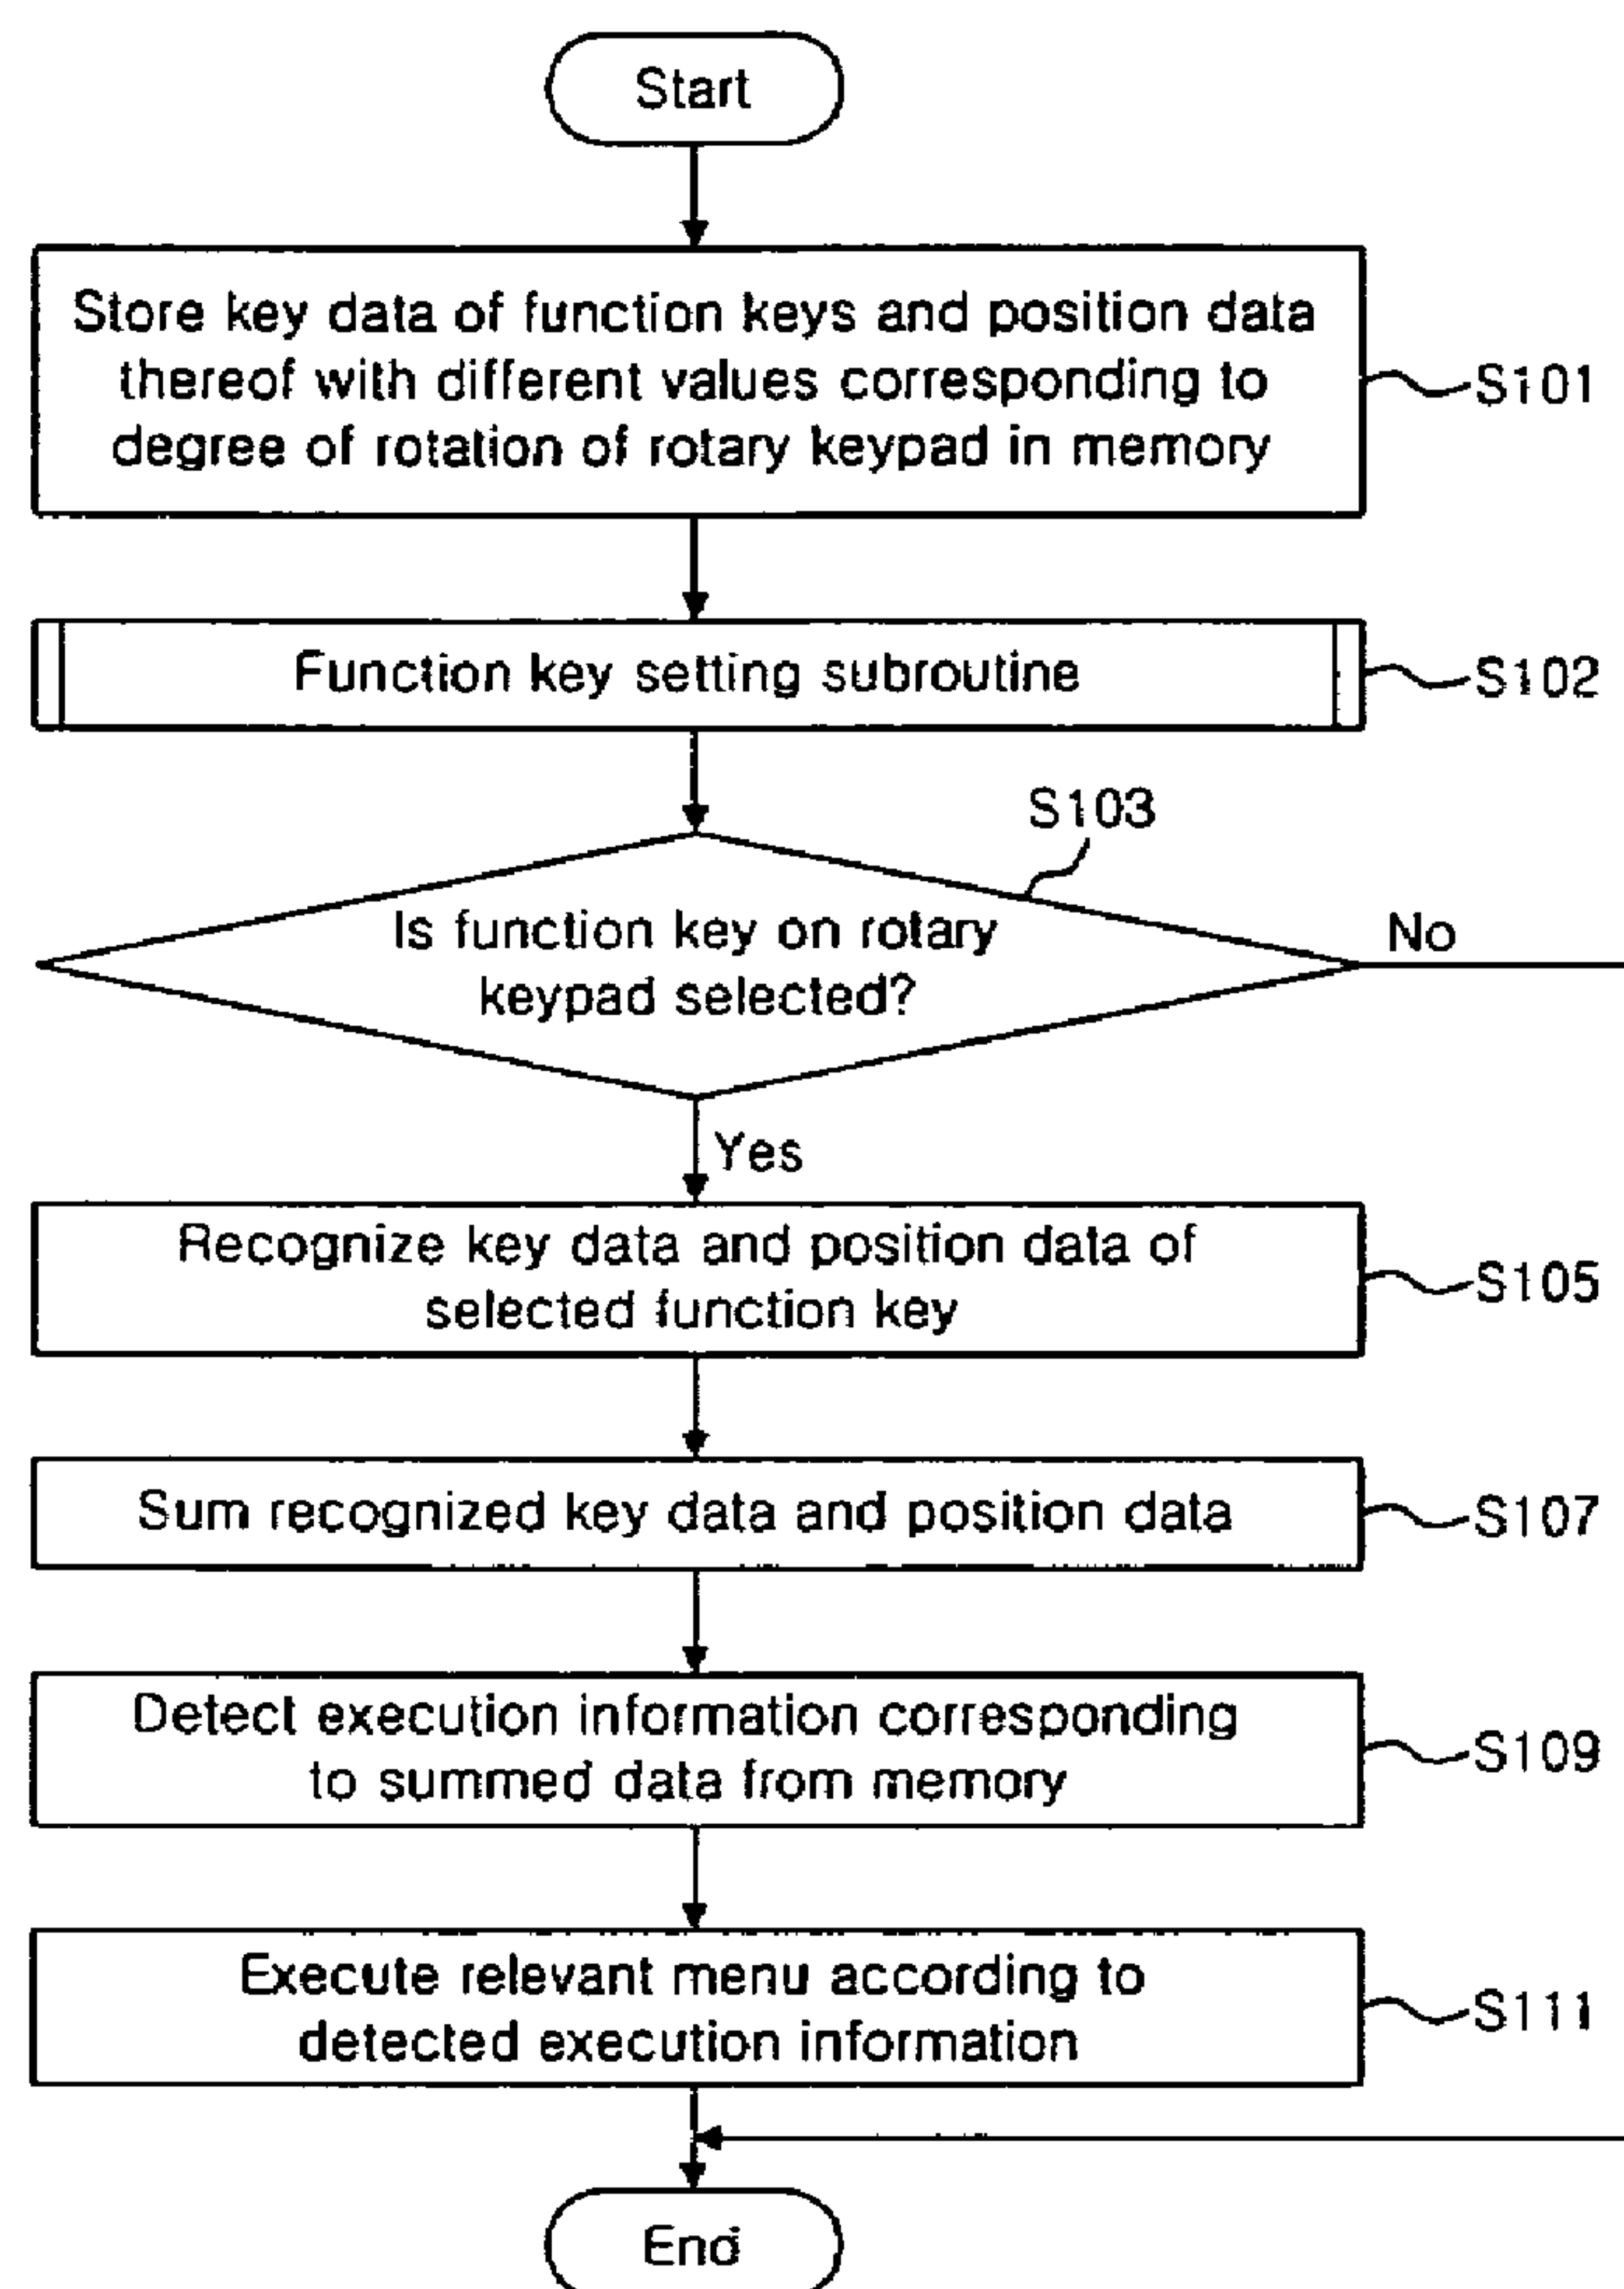 Start
Store key data of function keys and position data
thereof with different values corresponding to
degree of rotation of rotary keypad in memory
S101
Function key setting subroutine
S102
S103
Is function key on rotary
keypad selected?
No
Yes
Recognize key data and position data of
selected function key
S105
Sum recognized key data and position data
S107
Detect execution information corresponding
to summed data from memory
S109
Execute relevant menu according to
detected execution information
S111
End